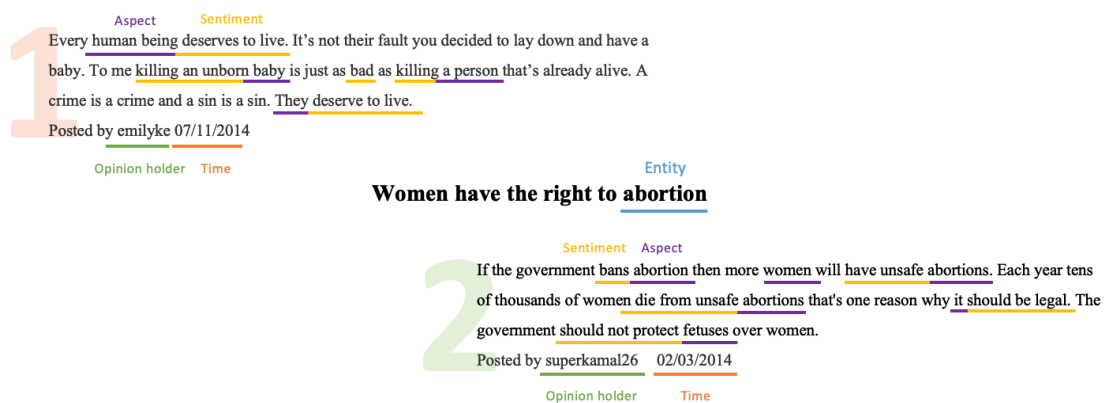 Aspect Sentiment
1
Every human being deserves to live. It’s not their fault you decided to lay down and have a
baby. To me killing an unborn baby is just as bad as killing a person that’s already alive. A
crime is a crime and a sin is a sin. They deserve to live.
Posted by emilyke 07/11/2014
Opinion holder Time
Entity
Women have the right to abortion
Sentiment Aspect
2
If the government bans abortion then more women will have unsafe abortions. Each year tens
of thousands of women die from unsafe abortions that's one reason why it should be legal. The
government should not protect fetuses over women.
Posted by superkamal26 02/03/2014
Opinion holder Time